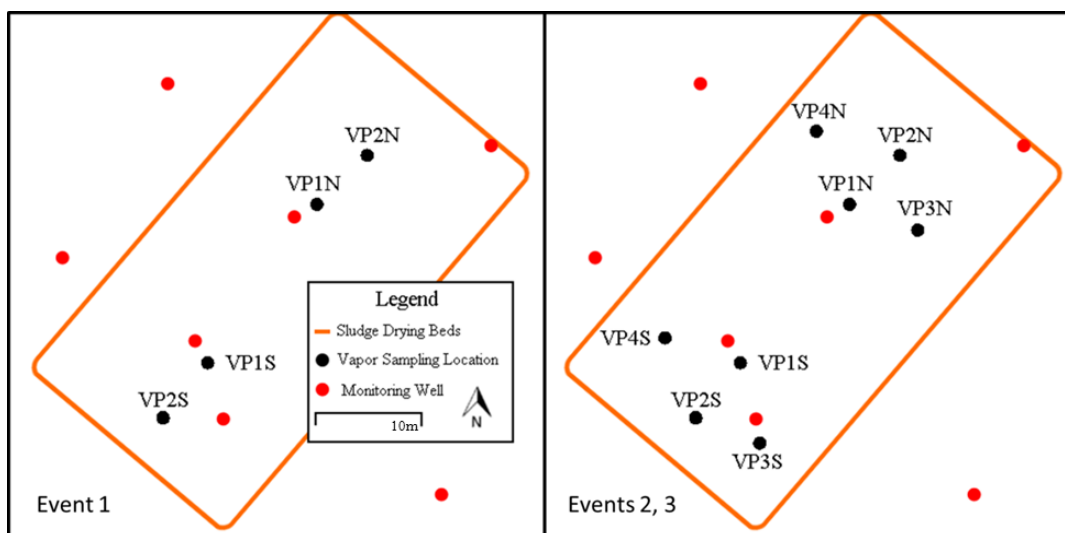 VP2N
VP1N
Legend
Sludge Drying Beds
Vapor Sampling Location
Monitoring Well
10m
N
VP1S
VP2S
Event 1
VP4N
VP2N
VP1N
VP3N
VP4S
VP1S
VP2S
VP3S
Events 2, 3